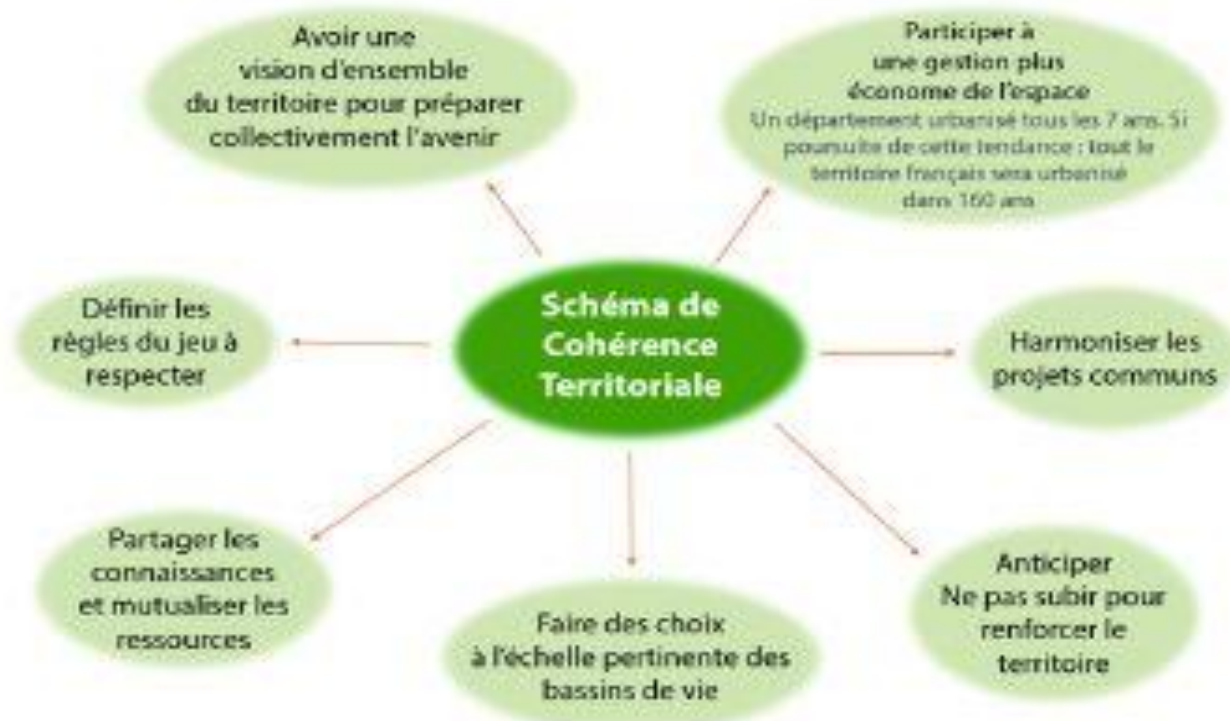 Avoir une
vision d'ensemble
du territoire pour préparer
collectivement l'avenir
Participer à
une gestion plus
économe de l'espace
Un département urbanisé tous les 7 ans. Si
poursuite de cette tendance : tout le
territoire français sera urbanisé
dans 160 ans
Schéma de
Cohérence
Territoriale
Définir les
règles du jeu à
respecter
Harmoniser les
projets communs
Partager les
connaissances
et mutualiser les
ressources
Faire des choix
à l'échelle pertinente des
bassins de vie
Anticiper
Ne pas subir pour
renforcer le
territoire